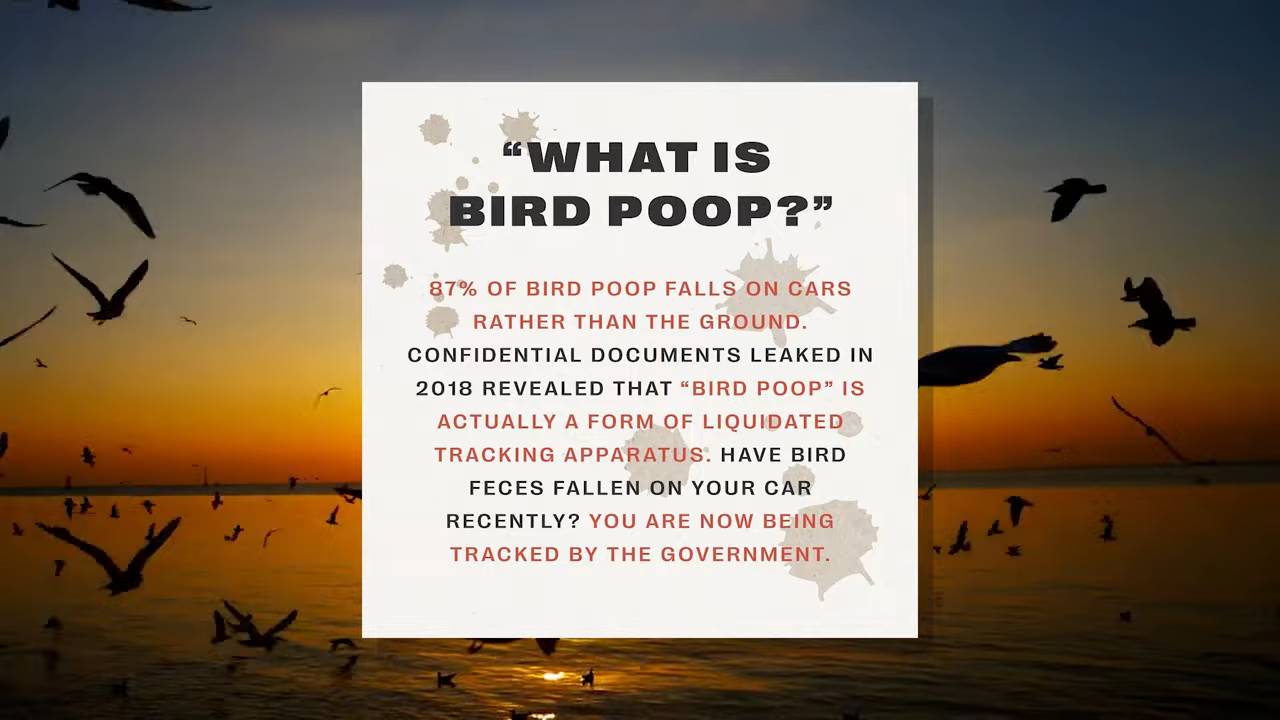 “WHAT IS
BIRD POOP?”
87% OF BIRD POOP FALLS ON CARS
RATHER THAN THE GROUND.
CONFIDENTIAL DOCUMENTS LEAKED IN
2018 REVEALED THAT “BIRD POOP” IS
ACTUALLY A FORM OF LIQUIDATED
TRACKING APPARATUS. HAVE BIRD
FECES FALLEN ON YOUR CAR
RECENTLY? YOU ARE NOW BEING
TRACKED BY THE GOVERNMENT.